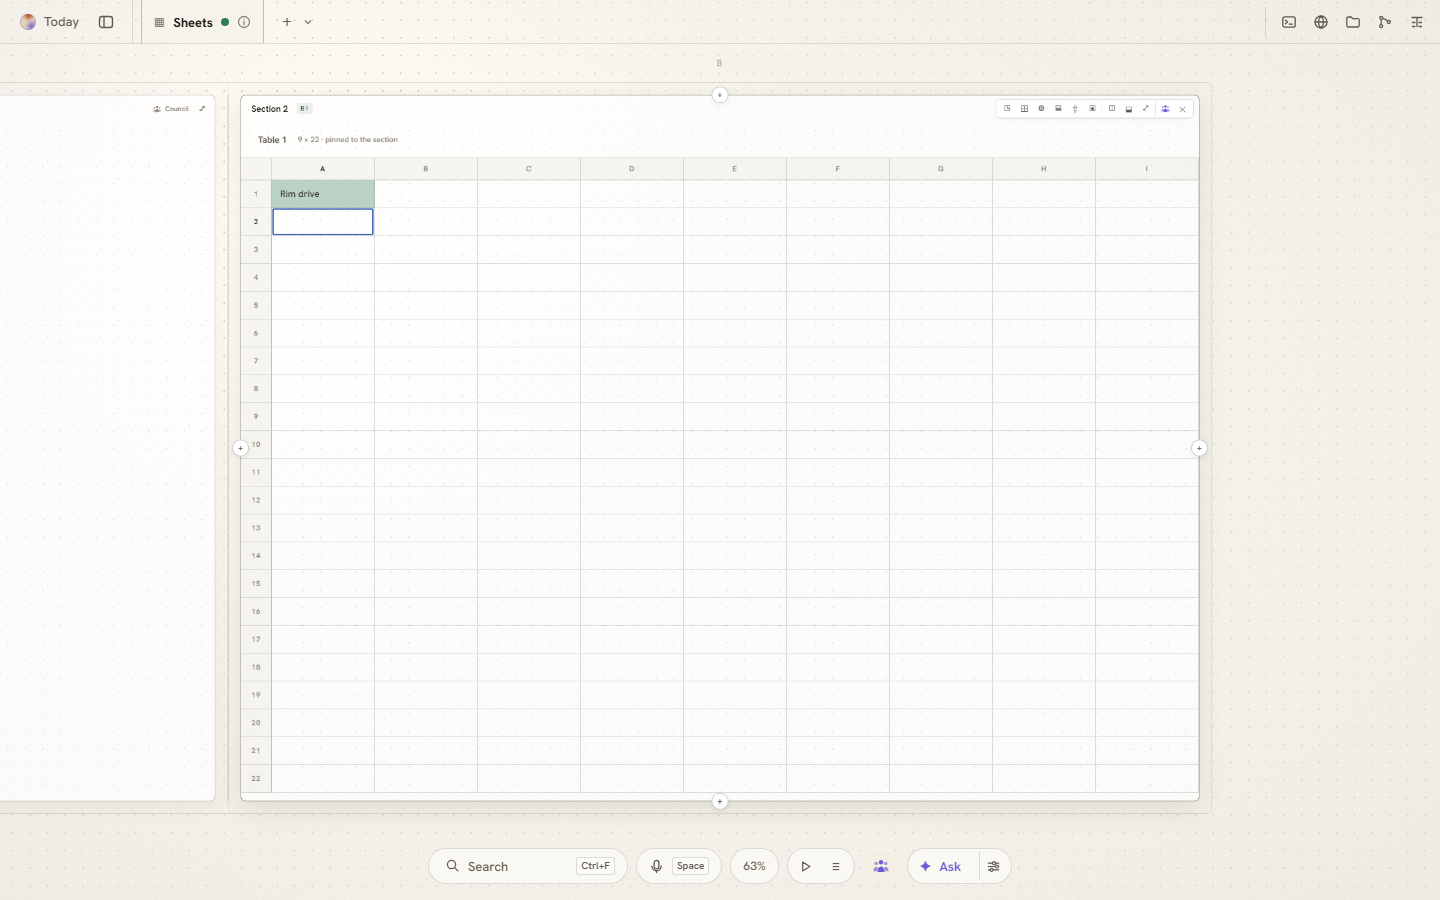 Today
Sheets
B
Council
Section 2
B1
Table 1 9 × 22 · pinned to the section
A B C D E F G H I
1 Rim drive
2
3
4
5
6
7
8
9
10
11
12
13
14
15
16
17
18
19
20
21
22
Search Ctrl+F Space 63% Ask